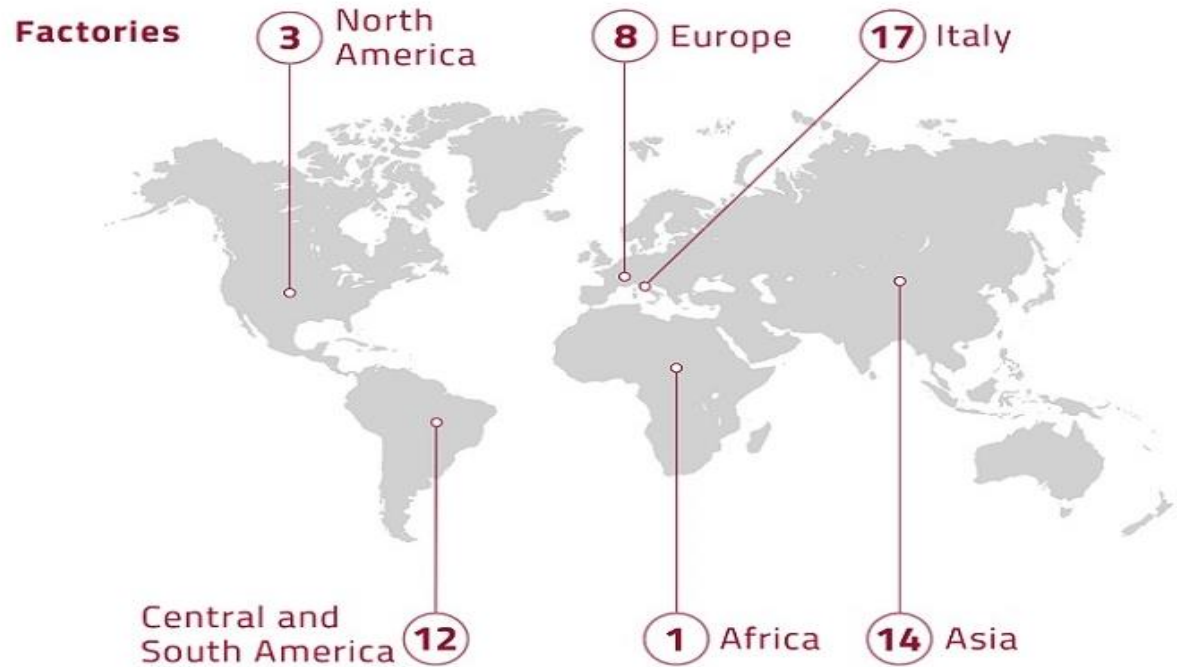 Factories
3 North
America
8 Europe
17 Italy
Central and
South America 12
1 Africa
14 Asia